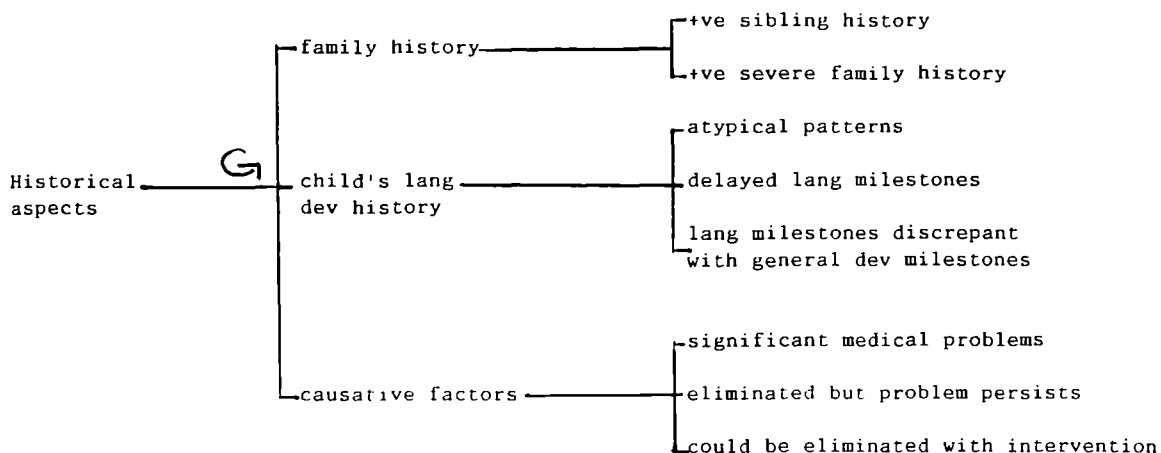 +ve sibling history
family history
+ve severe family history
atypical patterns
Historical
aspects
G
child's lang
dev history
delayed lang milestones
lang milestones discrepant
with general dev milestones
significant medical problems
causative factors
eliminated but problem persists
could be eliminated with intervention